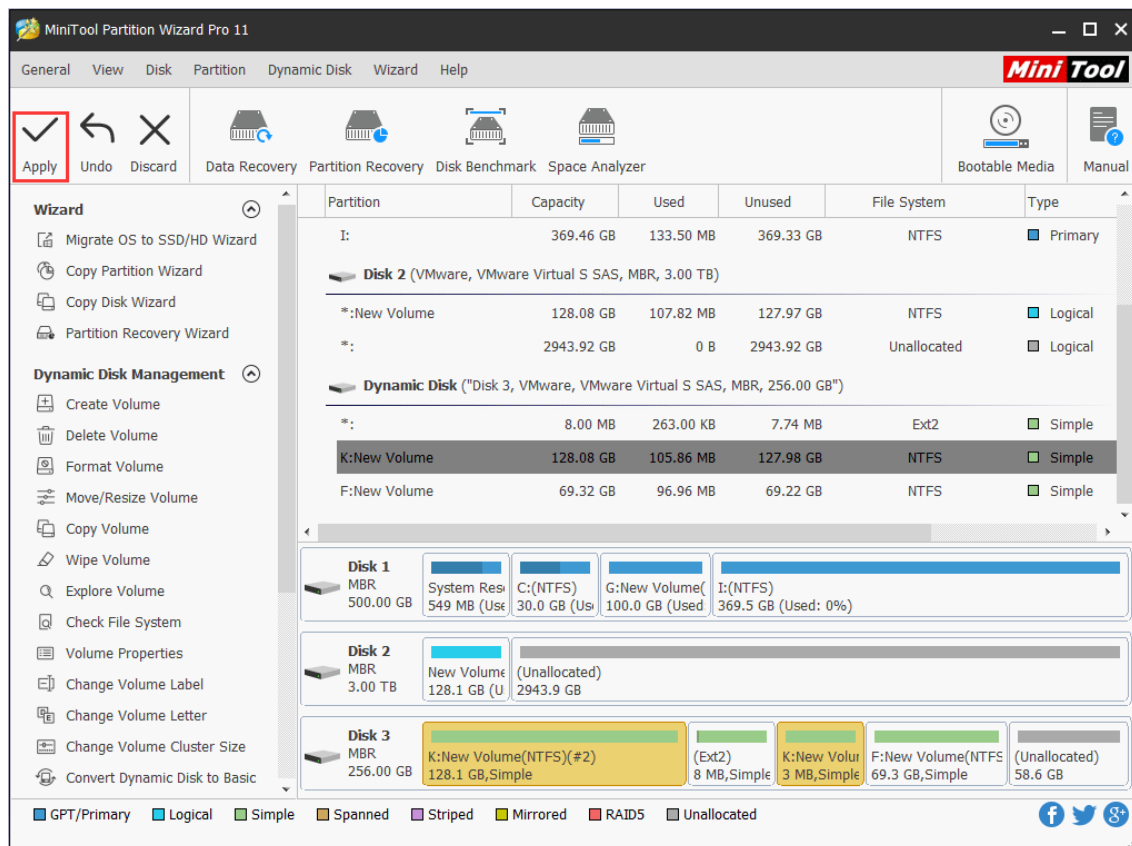 MiniTool Partition Wizard Pro 11
General View Disk Partition Dynamic Disk Wizard Help
Mini Tool
Apply Undo Discard Data Recovery Partition Recovery Disk Benchmark Space Analyzer Bootable Media Manual
Wizard
Migrate OS to SSD/HD Wizard
Copy Partition Wizard
Copy Disk Wizard
Partition Recovery Wizard
Dynamic Disk Management
Create Volume
Delete Volume
Format Volume
Move/Resize Volume
Copy Volume
Wipe Volume
Explore Volume
Check File System
Volume Properties
Change Volume Label
Change Volume Letter
Change Volume Cluster Size
Convert Dynamic Disk to Basic
Partition Capacity Used Unused File System Type
I: 369.46 GB 133.50 MB 369.33 GB NTFS Primary
Disk 2 (VMware, VMware Virtual S SAS, MBR, 3.00 TB)
*:New Volume 128.08 GB 107.82 MB 127.97 GB NTFS Logical
*: 2943.92 GB 0 B 2943.92 GB Unallocated Logical
Dynamic Disk ("Disk 3, VMware, VMware Virtual S SAS, MBR, 256.00 GB")
*: 8.00 MB 263.00 KB 7.74 MB Ext2 Simple
K:New Volume 128.08 GB 105.86 MB 127.98 GB NTFS Simple
F:New Volume 69.32 GB 96.96 MB 69.22 GB NTFS Simple
Disk 1
MBR
500.00 GB
System Res
549 MB (Use
C:(NTFS)
30.0 GB (Us
G:New Volume(
100.0 GB (Used
I:(NTFS)
369.5 GB (Used: 0%)
Disk 2
MBR
3.00 TB
New Volume
128.1 GB (U
(Unallocated)
2943.9 GB
Disk 3
MBR
256.00 GB
K:New Volume(NTFS)(#2)
128.1 GB,Simple
(Ext2)
8 MB,Simple
K:New Volu
3 MB,Simple
F:New Volume(NTFS
69.3 GB,Simple
(Unallocated)
58.6 GB
GPT/Primary Logical Simple Spanned Striped Mirrored RAID5 Unallocated